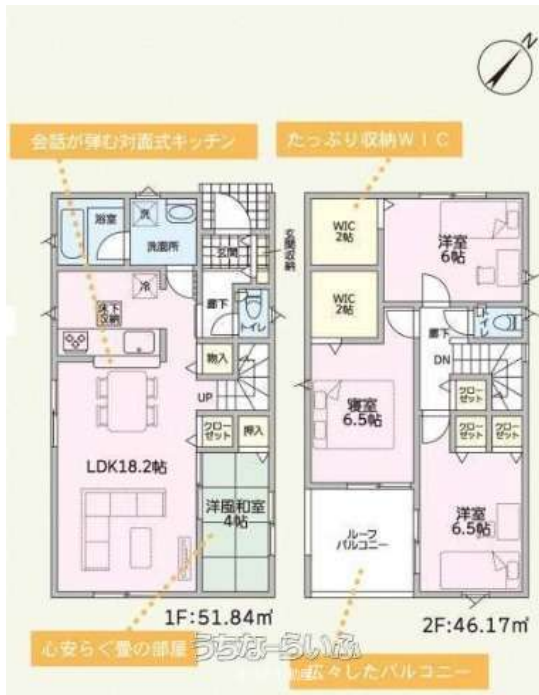 N
会話が弾む対面式キッチン
たっぷり収納WIC
浴室
洗
洗面所
玄関
玄関収納
冷
床下収納
廊下
トイレ
物入
UP
クローゼット
押入
LDK18.2帖
洋風和室
4帖
1F:51.84㎡
心安らぐ畳の部屋
WIC
2帖
洋室
6帖
WIC
2帖
廊下
トイレ
DN
寝室
6.5帖
クローゼット
クローゼット
クローゼット
洋室
6.5帖
ルーフ
バルコニー
2F:46.17㎡
うちなーらいふ
広々したバルコニー